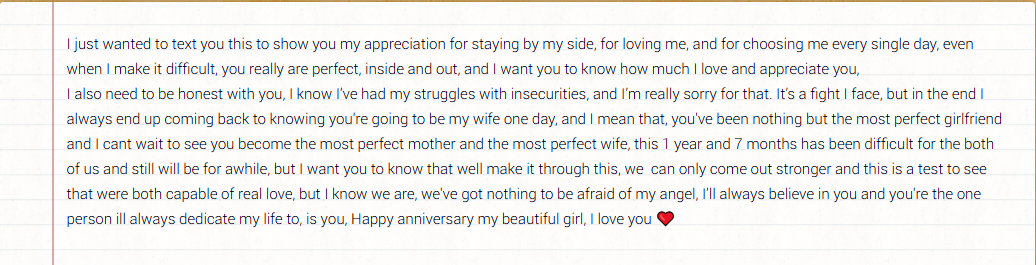 I just wanted to text you this to show you my appreciation for staying by my side, for loving me, and for choosing me every single day, even
when I make it difficult, you really are perfect, inside and out, and I want you to know how much I love and appreciate you,
I also need to be honest with you, I know I've had my struggles with insecurities, and I'm really sorry for that. It's a fight I face, but in the end I
always end up coming back to knowing you're going to be my wife one day, and I mean that, you've been nothing but the most perfect girlfriend
and I cant wait to see you become the most perfect mother and the most perfect wife, this 1 year and 7 months has been difficult for the both
of us and still will be for awhile, but I want you to know that well make it through this, we  can only come out stronger and this is a test to see
that were both capable of real love, but I know we are, we've got nothing to be afraid of my angel, I'll always believe in you and you're the one
person ill always dedicate my life to, is you, Happy anniversary my beautiful girl, I love you ❤️